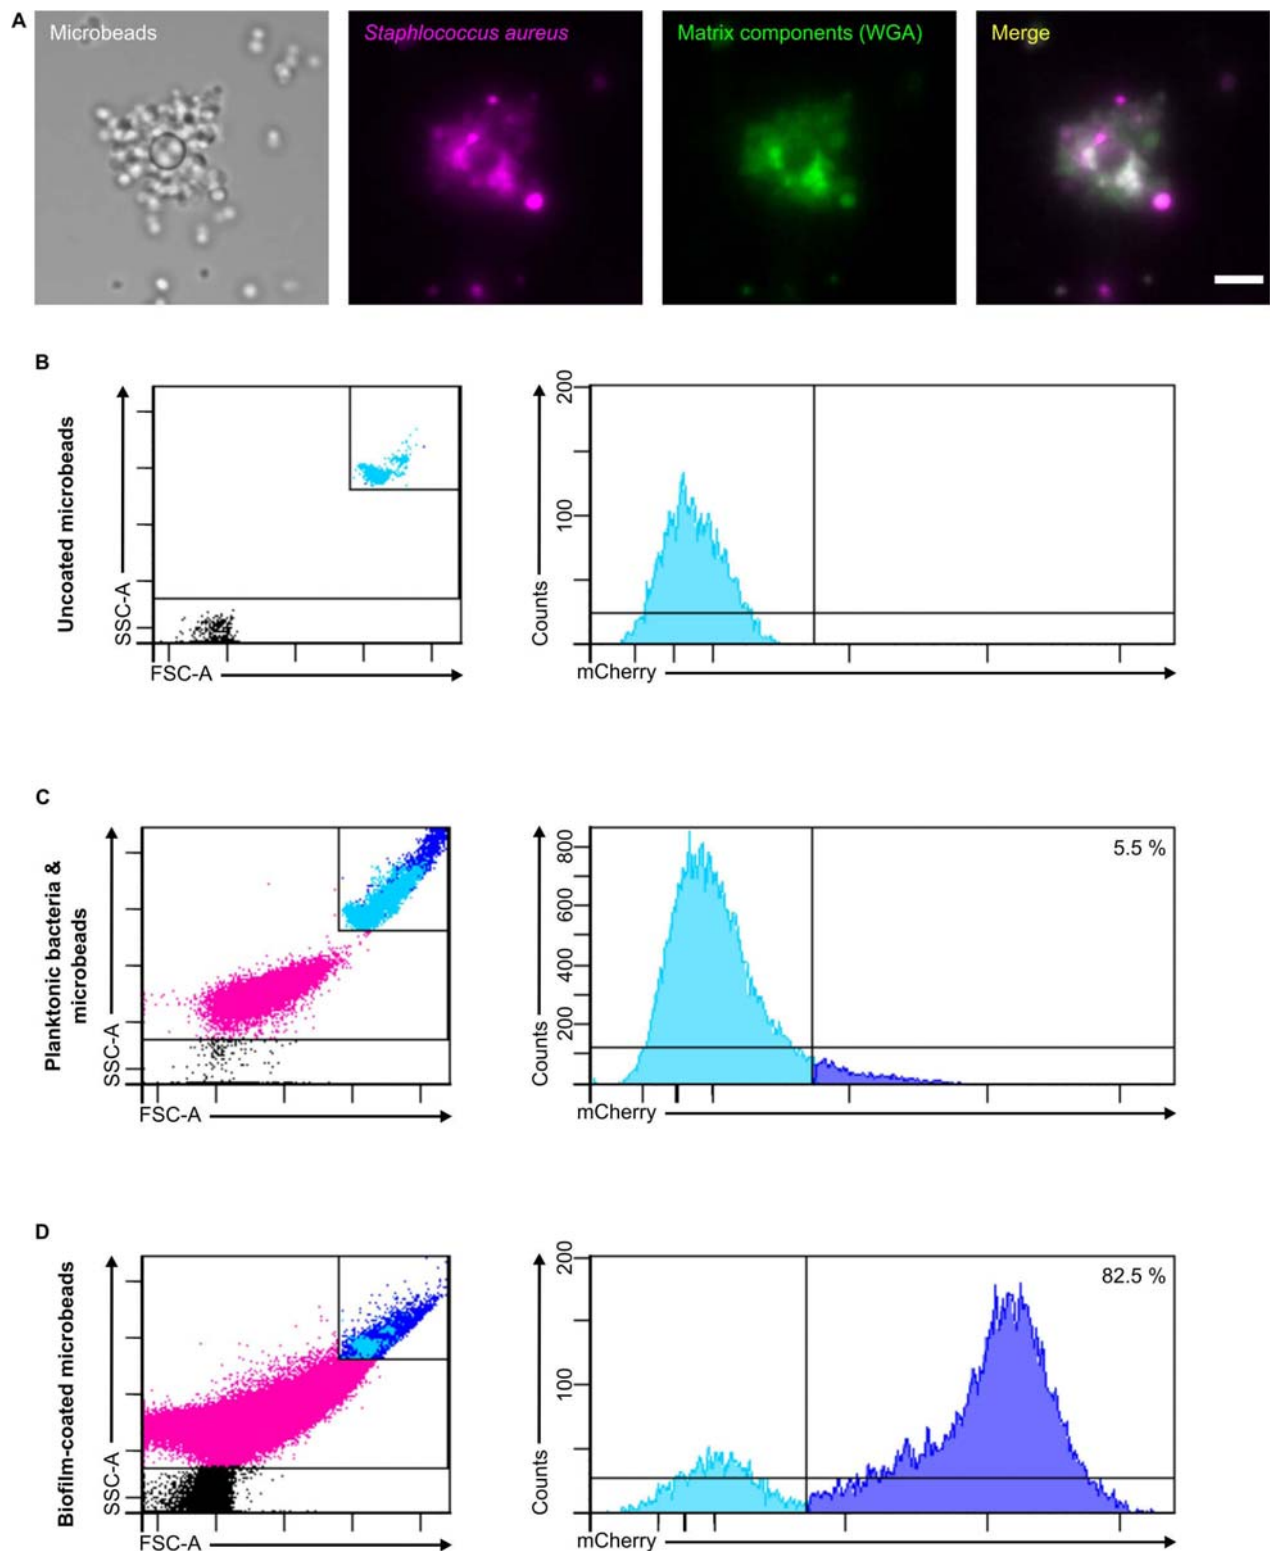 A
Microbeads
Staphlococcus aureus
Matrix components (WGA)
Merge
B
Uncoated microbeads
SSC-A
FSC-A
200
100
Counts
mCherry
C
Planktonic bacteria &
microbeads
SSC-A
FSC-A
800
600
400
200
Counts
5.5 %
mCherry
D
Biofilm-coated microbeads
SSC-A
FSC-A
200
100
Counts
82.5 %
mCherry